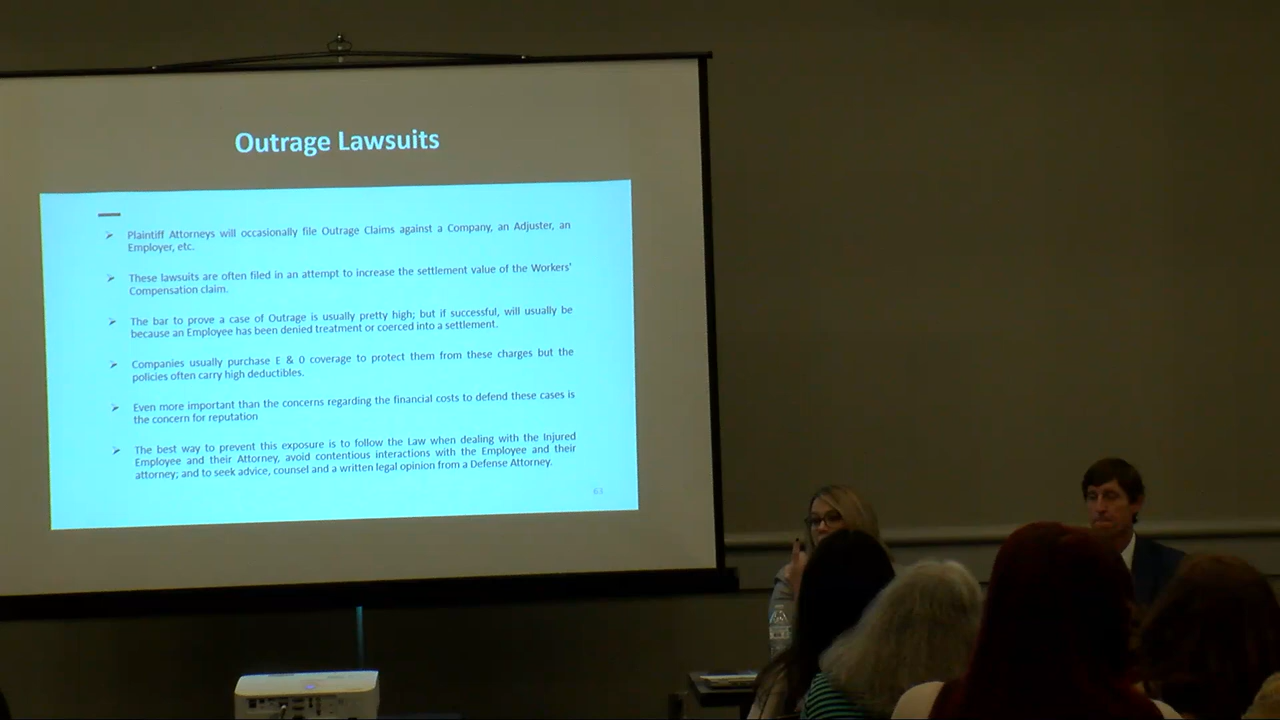 Outrage Lawsuits
Plaintiff Attorneys will occasionally file Outrage Claims against a Company, an Adjuster, an
Employer, etc.
These lawsuits are often filed in an attempt to increase the settlement value of the Workers'
Compensation claim.
The bar to prove a case of Outrage is usually pretty high; but if successful, will usually be
because an Employee has been denied treatment or coerced into a settlement.
Companies usually purchase E & O coverage to protect them from these charges but the
policies often carry high deductibles.
Even more important than the concerns regarding the financial costs to defend these cases is
the concern for reputation
The best way to prevent this exposure is to follow the Law when dealing with the Injured
Employee and their Attorney, avoid contentious interactions with the Employee and their
attorney; and to seek advice, counsel and a written legal opinion from a Defense Attorney.
63